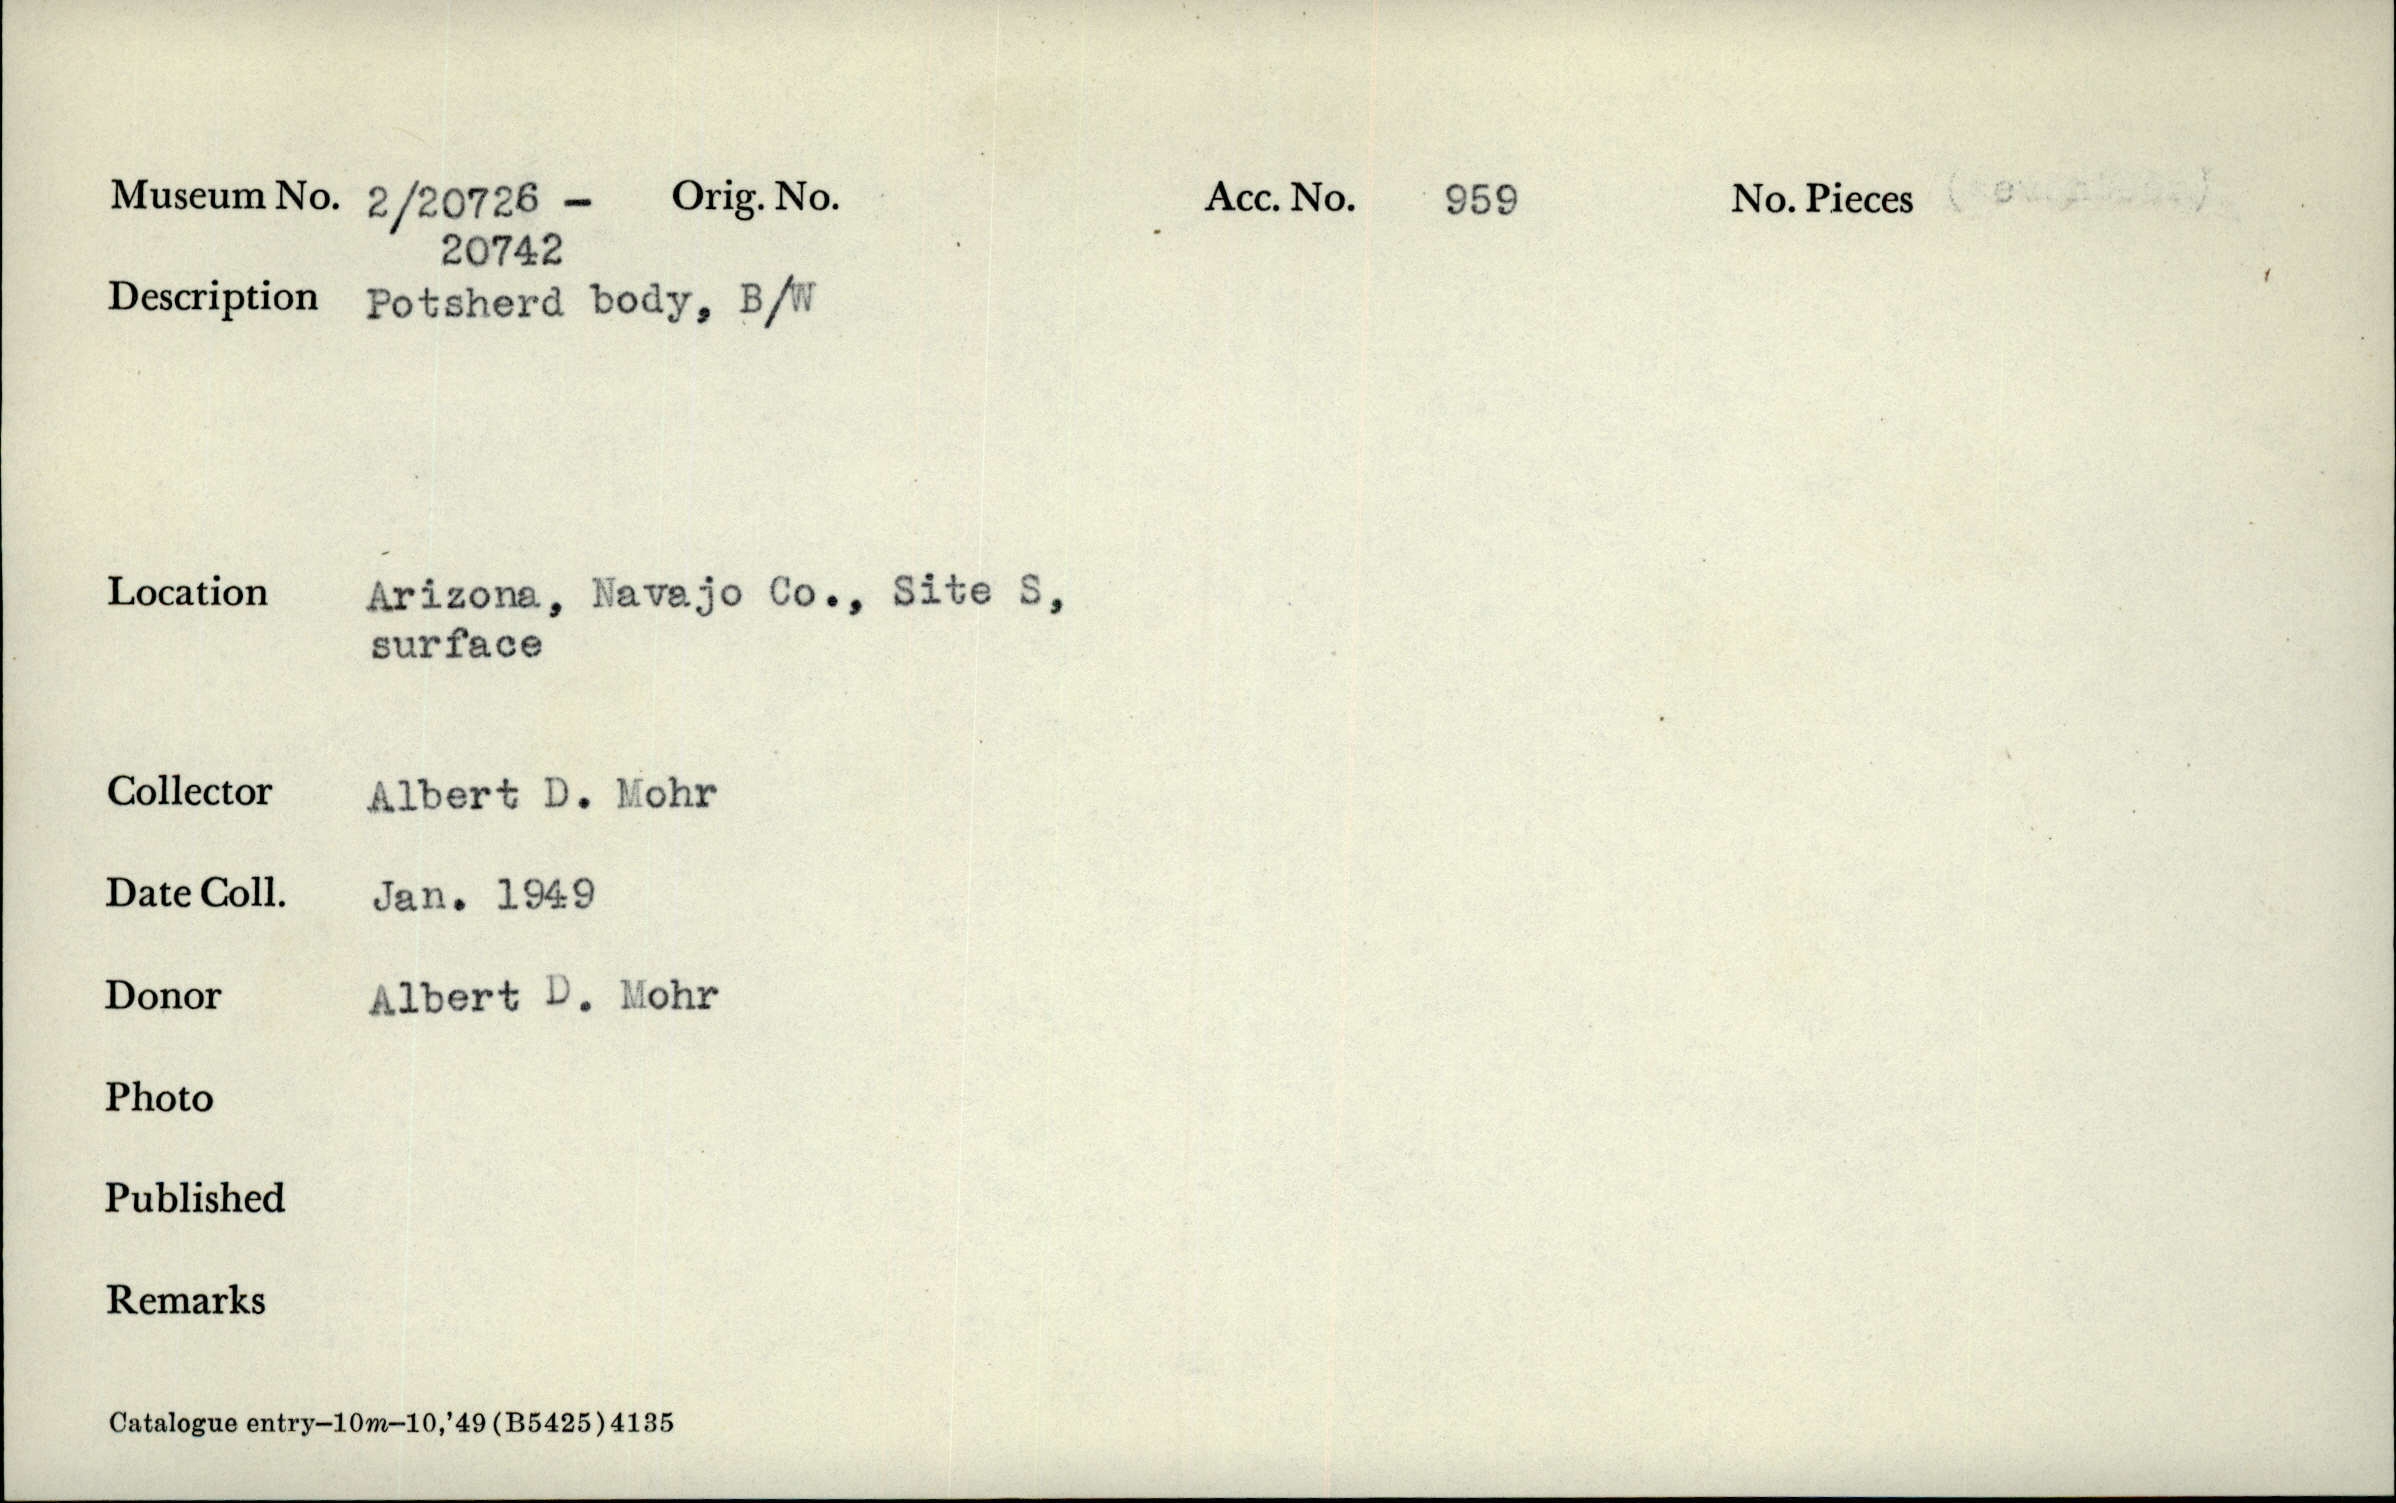 Museum No. 2/20726 - Orig. No. Acc. No. 959 No. Pieces
20742
Description Potsherd body, B/W
Location Arizona, Navajo Co., Site S,
surface
Collector Albert D. Mohr
Date Coll. Jan. 1949
Donor Albert D. Mohr
Photo
Published
Remarks
Catalogue entry—10m—10,'49 (B5425) 4135